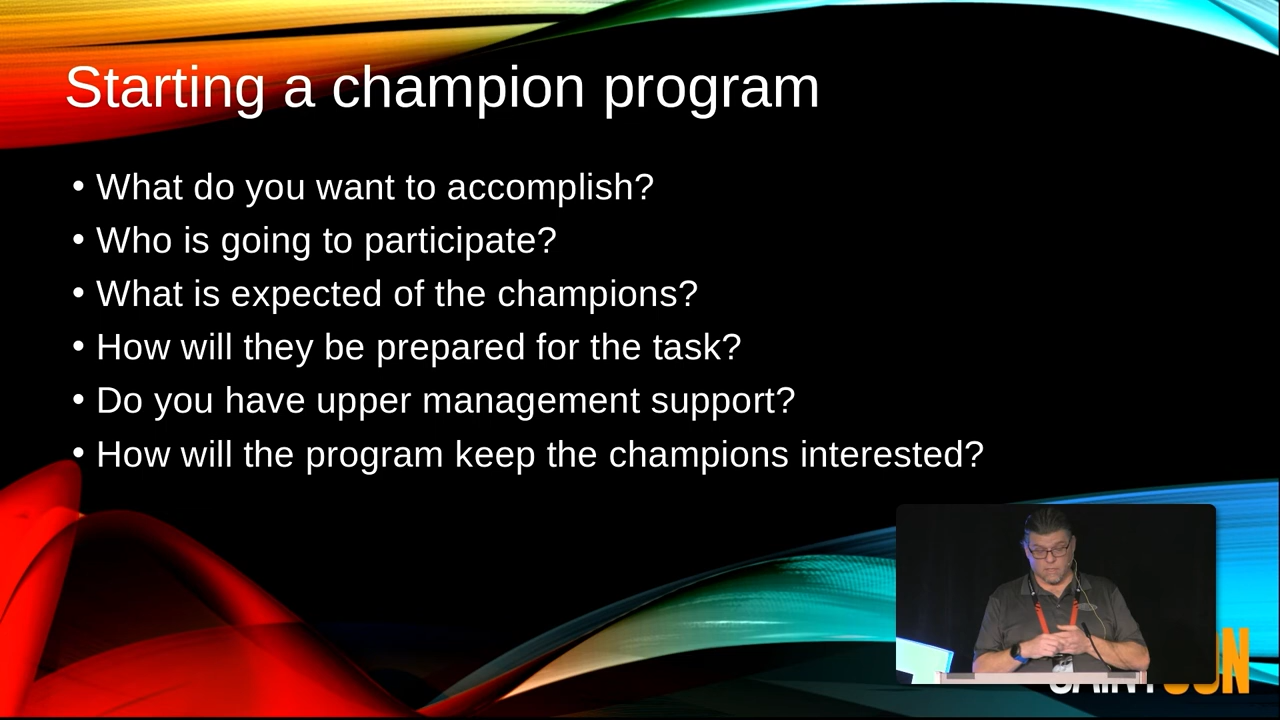 Starting a champion program
• What do you want to accomplish?
• Who is going to participate?
• What is expected of the champions?
• How will they be prepared for the task?
• Do you have upper management support?
• How will the program keep the champions interested?